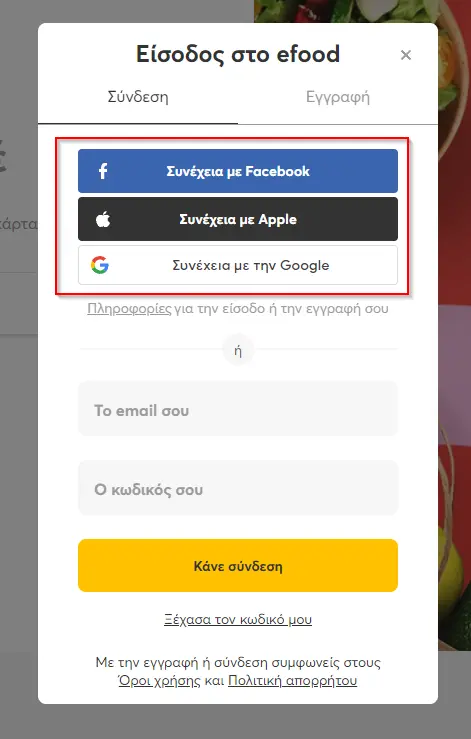 Είσοδος στο efood
Σύνδεση
Εγγραφή
Συνέχεια με Facebook
Συνέχεια με Apple
Συνέχεια με την Google
Πληροφορίες για την είσοδο ή την εγγραφή σου
ή
Το email σου
Ο κωδικός σου
Κάνε σύνδεση
Ξέχασα τον κωδικό μου
Με την εγγραφή ή σύνδεση συμφωνείς στους
Όροι χρήσης και Πολιτική απορρήτου